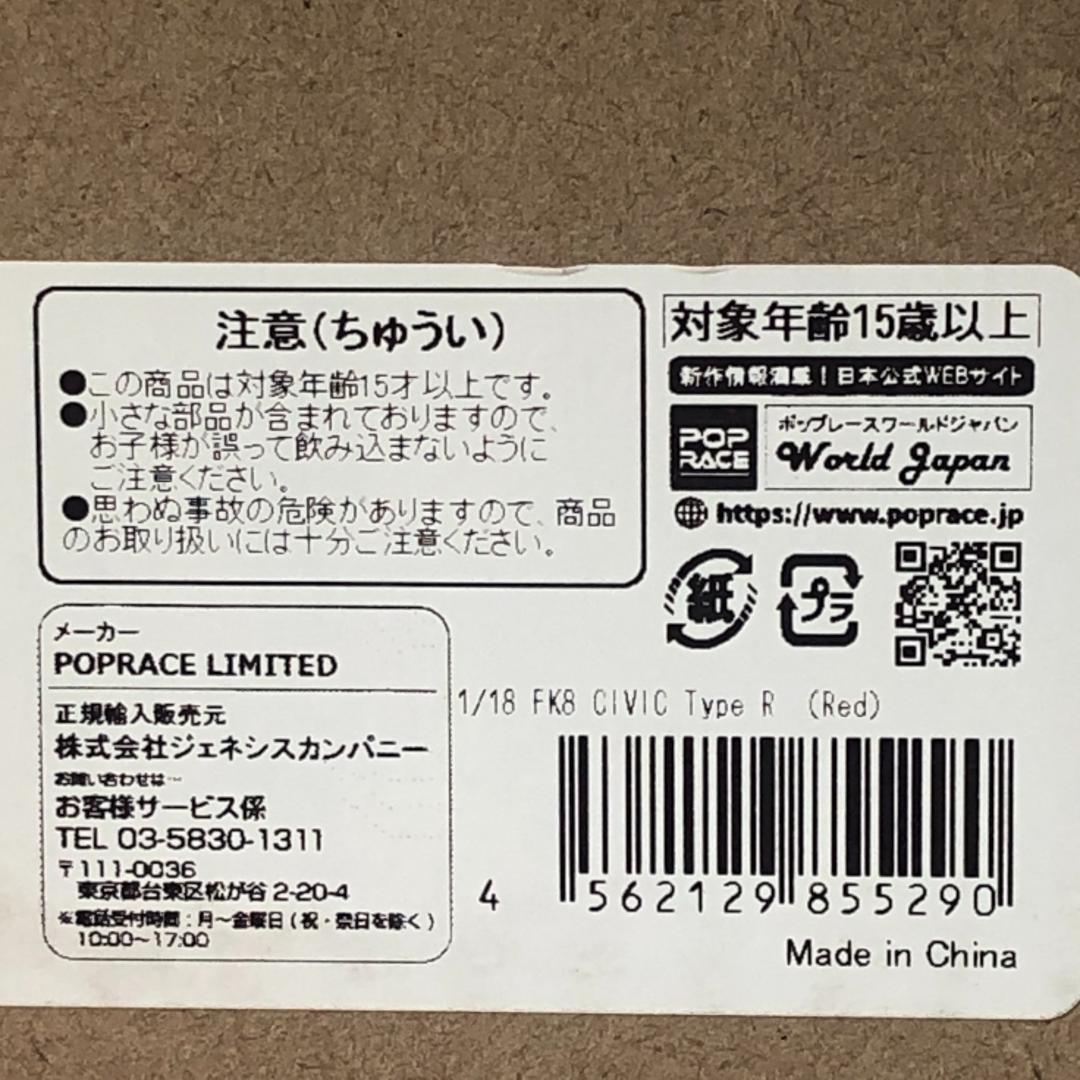 注意(ちゅうい)
●この商品は対象年齢15才以上です。
●小さな部品が含まれておりますので、
お子様が誤って飲み込まないように
ご注意ください。
●思わぬ事故の危険がありますので、商品
のお取り扱いには十分ご注意ください。
対象年齢15歳以上
新作情報満載！日本公式WEBサイト
POP
RACE
ポップレースワールドジャパン
World Japan
https://www.poprace.jp
紙
プラ
メーカー
POPRACE LIMITED
正規輸入販売元
株式会社ジェネシスカンパニー
お問い合わせは…
お客様サービス係
TEL 03-5830-1311
〒111-0036
東京都台東区松が谷 2-20-4
※電話受付時間：月～金曜日(祝・祭日を除く)
10:00～17:00
1/18 FK8 CIVIC Type R (Red)
4 562129 855290
Made in China